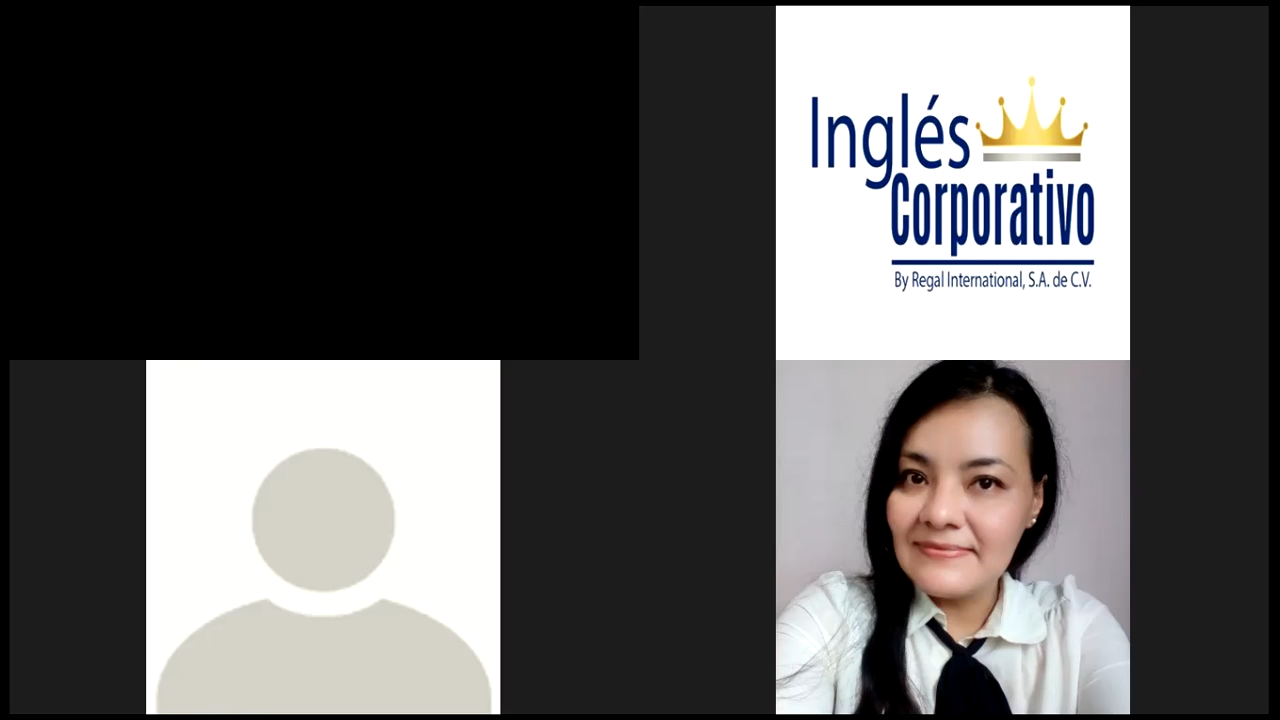 Inglés
Corporativo
By Regal International, S.A. de C.V.